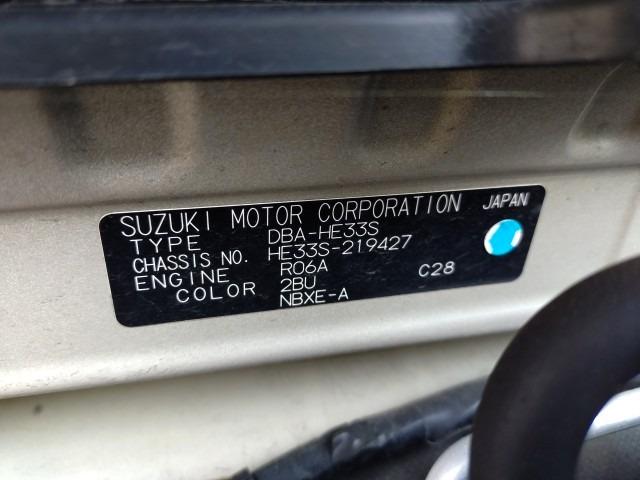 SUZUKI MOTOR CORPORATION JAPAN
TYPE DBA-HE33S
CHASSIS NO. HE33S-219427
ENGINE R06A C28
COLOR 2BU
NBXE-A